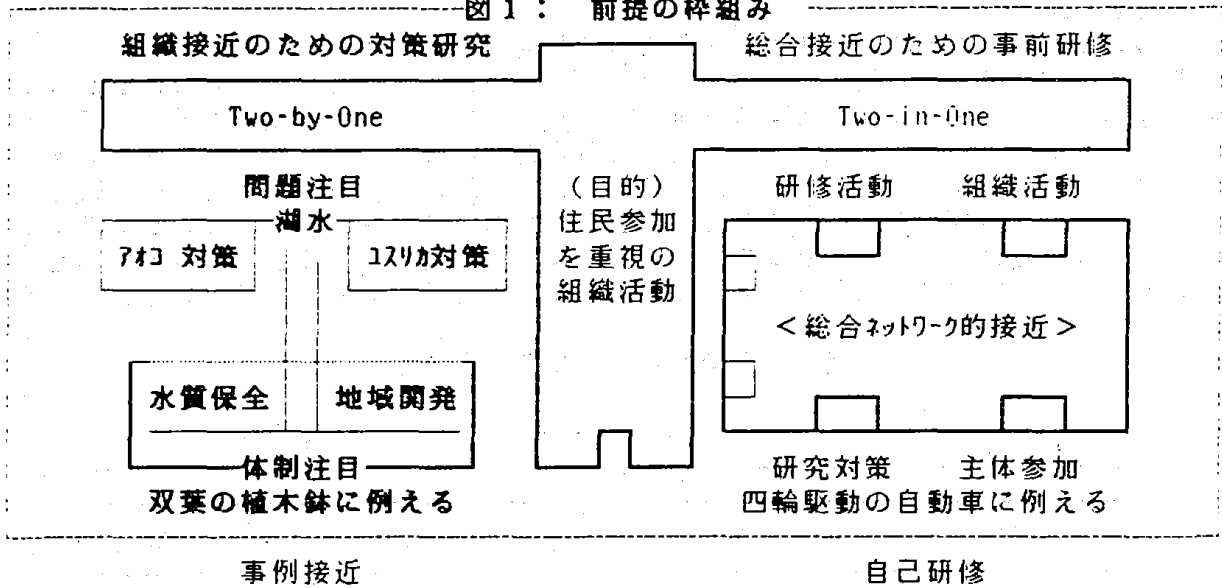 図1： 前提の枠組み
組織接近のための対策研究
総合接近のための事前研修
Two-by-One
Two-in-One
問題注目
湖水
ｱｵｺ 対策
ﾕｽﾘｶ対策
水質保全
地域開発
体制注目
双葉の植木鉢に例える
（目的）
住民参加
を重視の
組織活動
研修活動
組織活動
＜総合ﾈｯﾄﾜｰｸ的接近＞
研究対策
主体参加
四輪駆動の自動車に例える
事例接近
自己研修